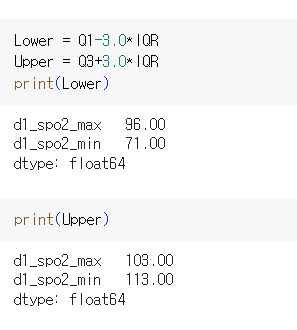 Lower = Q1-3.0*IQR
Upper = Q3+3.0*IQR
print(Lower)
d1_spo2_max   96.00
d1_spo2_min   71.00
dtype: float64
print(Upper)
d1_spo2_max   103.00
d1_spo2_min   113.00
dtype: float64